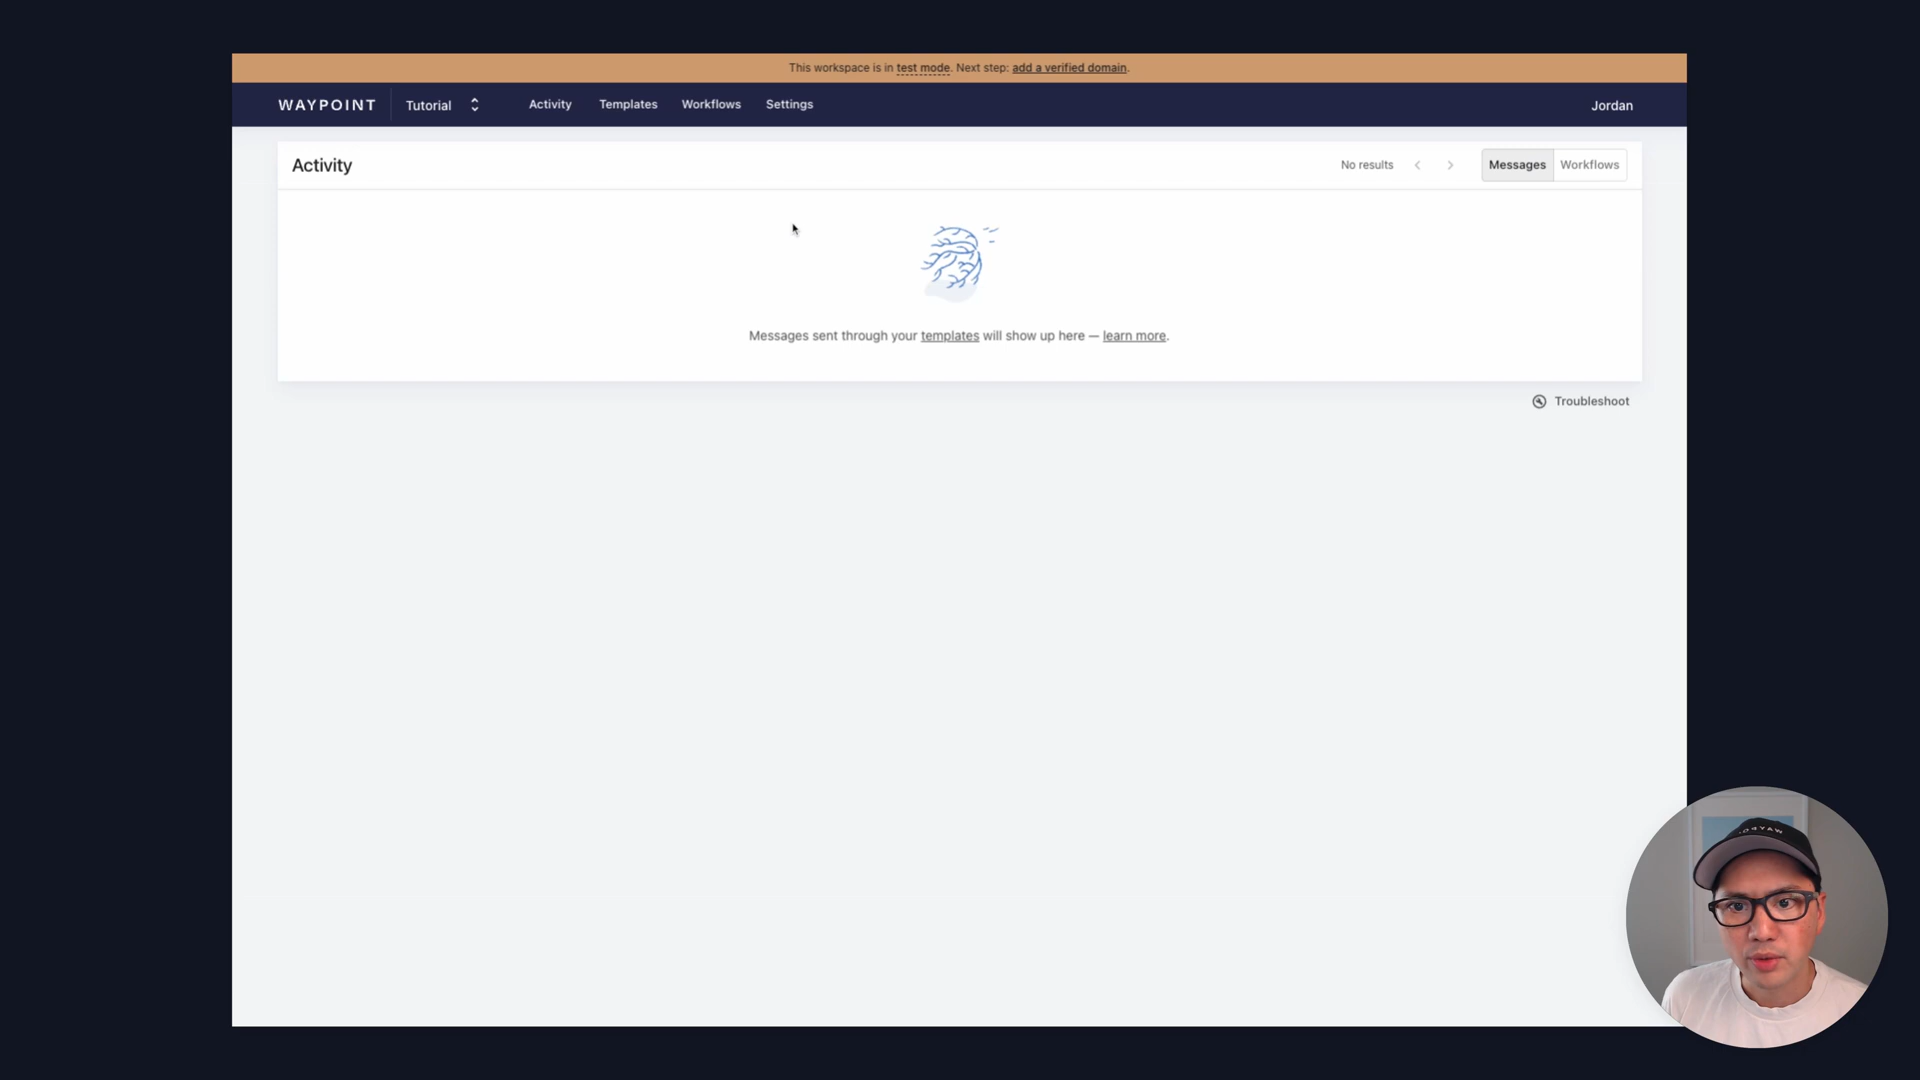 This workspace is in test mode. Next step: add a verified domain.
WAYPOINT Tutorial Activity Templates Workflows Settings Jordan
Activity No results Messages Workflows
Messages sent through your templates will show up here — learn more.
Troubleshoot